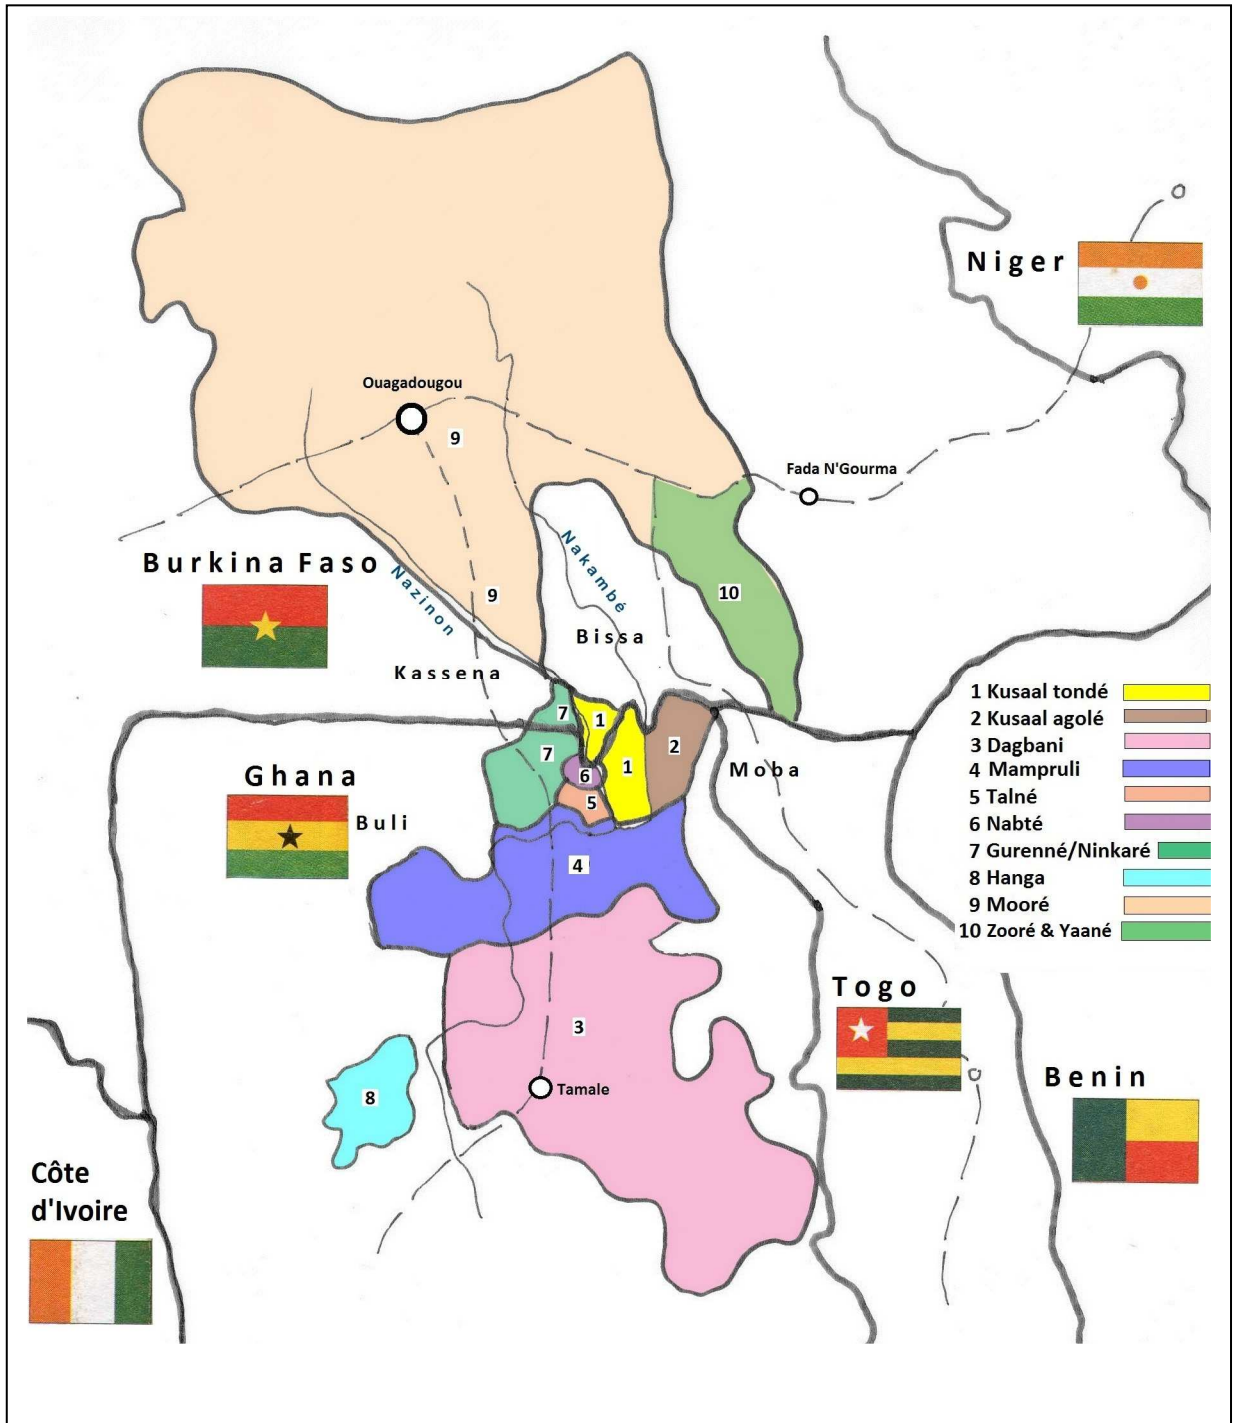 Niger
Ouagadougou
9
Fada N'Gourma
Burkina Faso
Nazinon
Nakambé
9
10
Bissa
Kassena
1 Kusaal tondé
2 Kusaal agolé
3 Dagbani
4 Mampruli
5 Talné
6 Nabté
7 Gurenné/Ninkaré
8 Hanga
9 Mooré
10 Zooré & Yaané
7
1
2
7
1
6
5
Moba
Ghana
Buli
4
Togo
3
Tamale
8
Benin
Côte
d'Ivoire